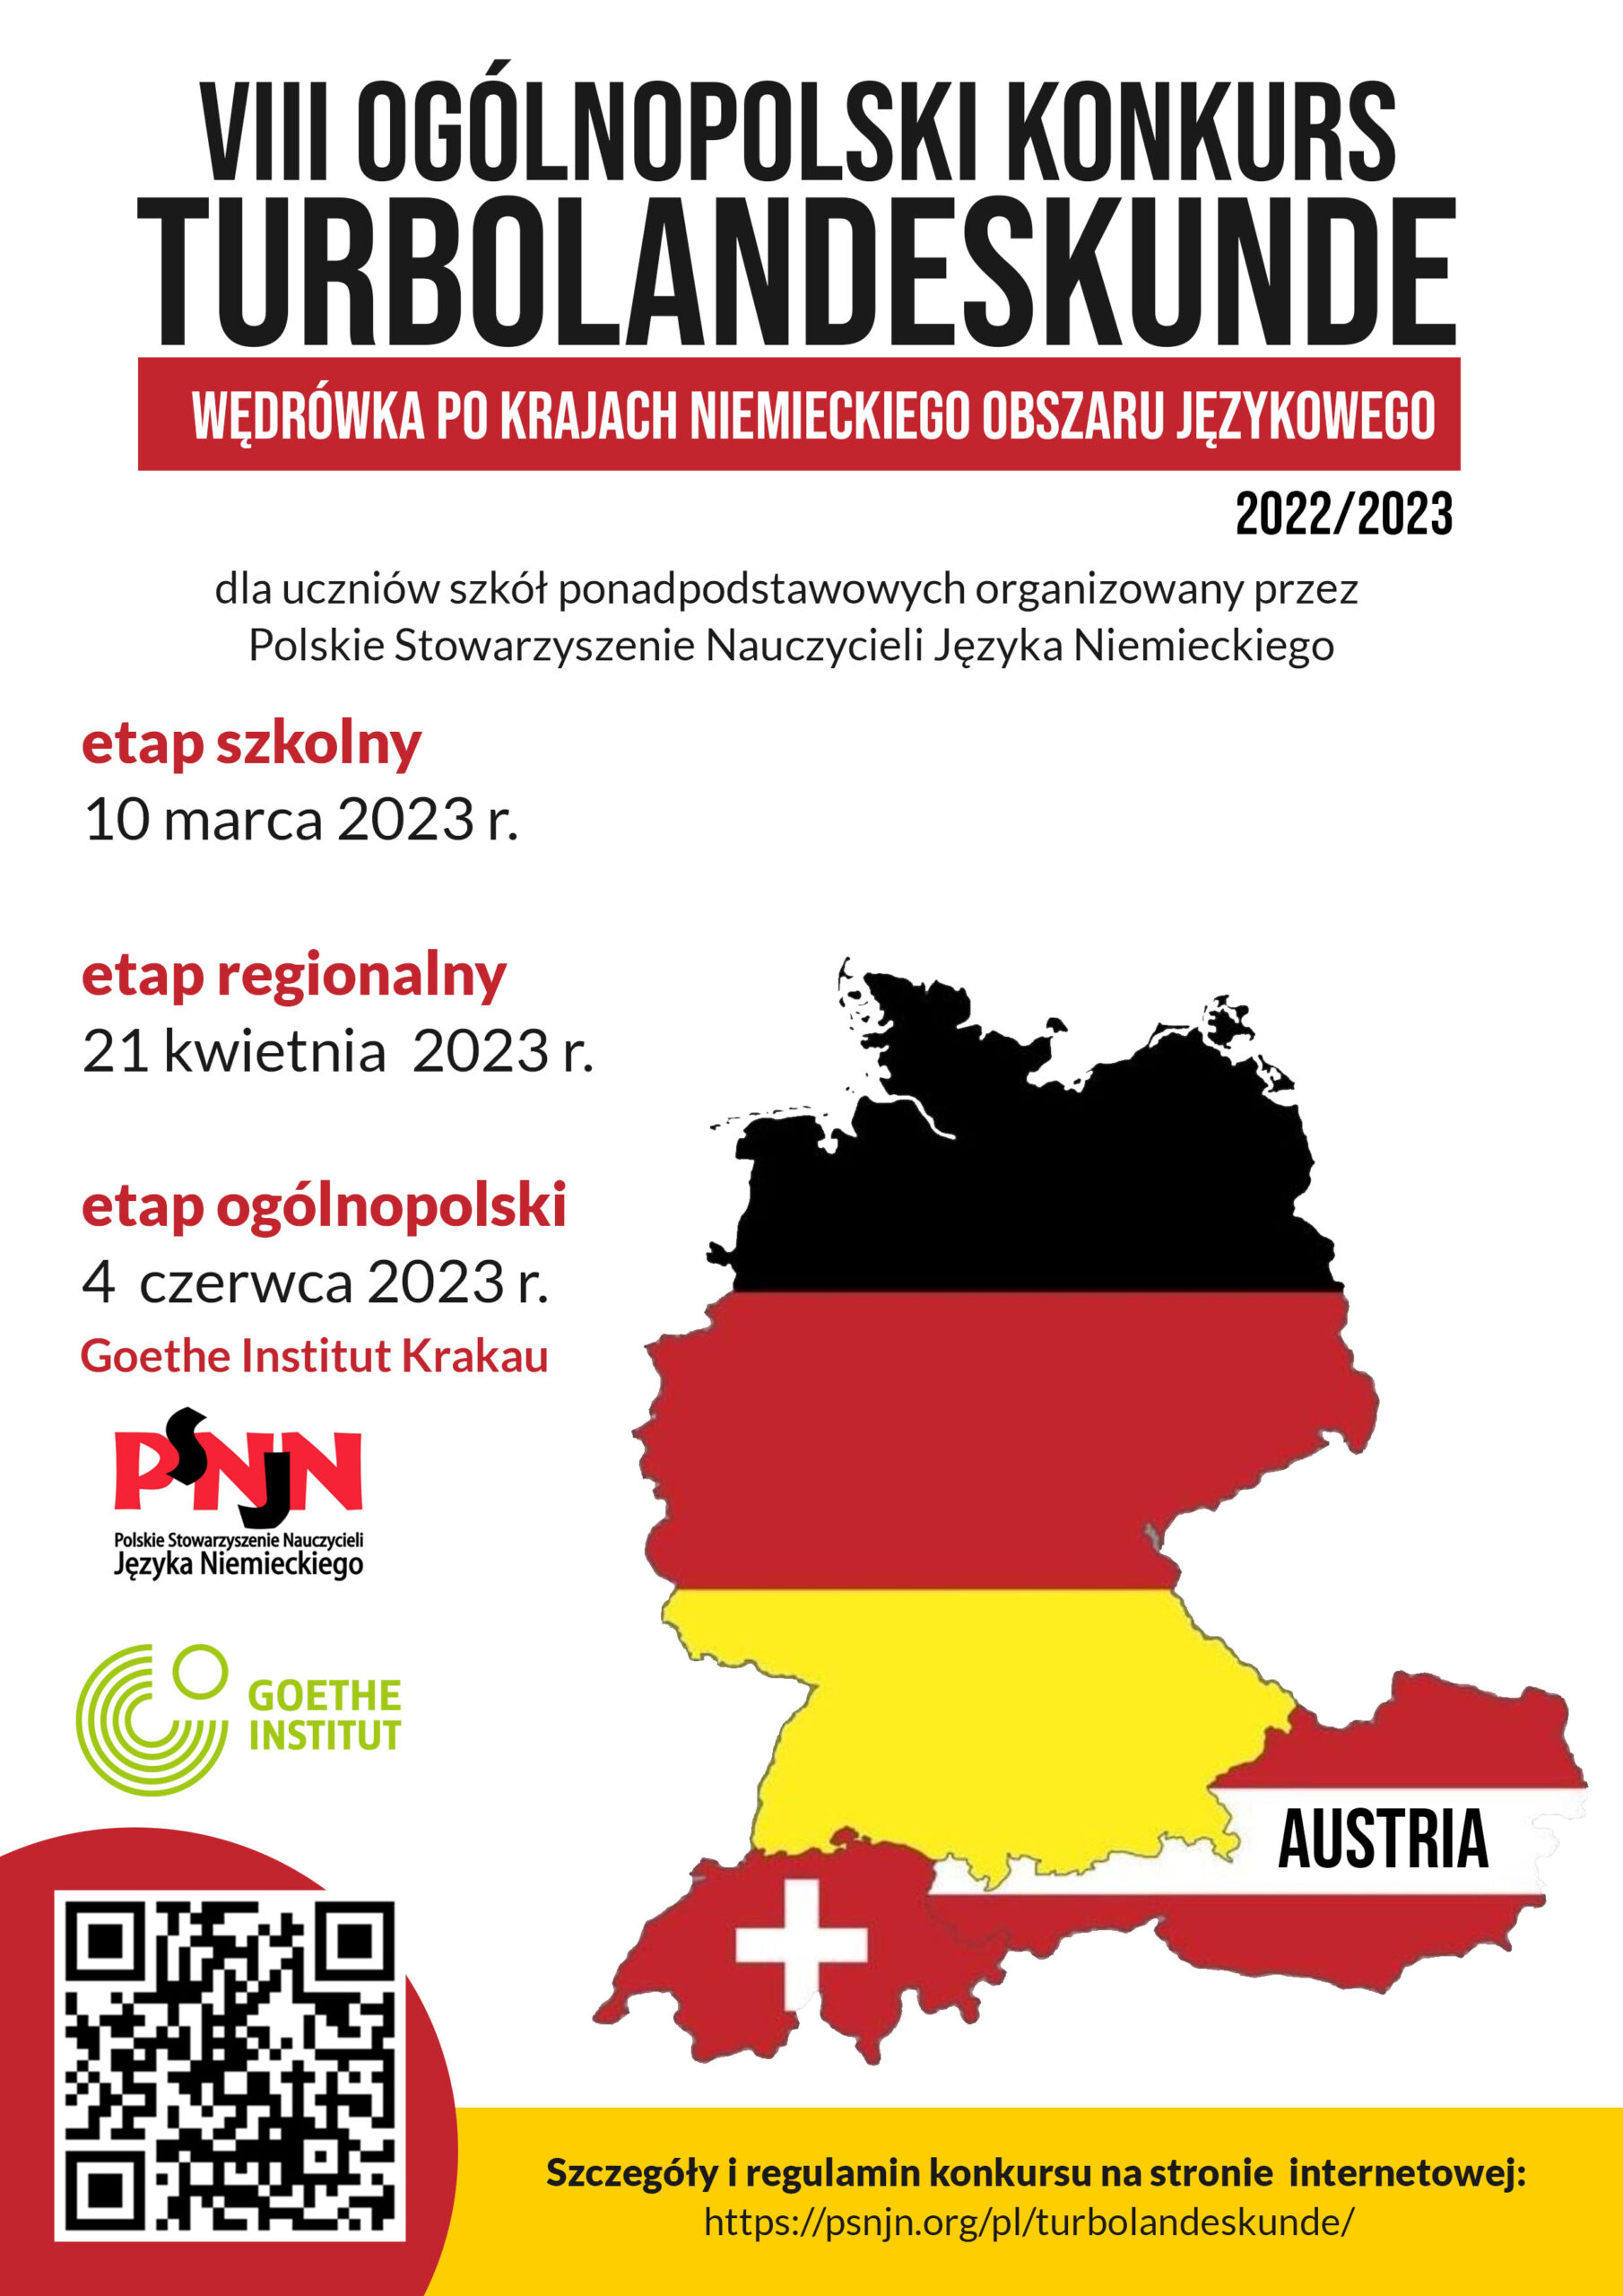 VIII OGÓLNOPOLSKI KONKURS
TURBOLANDESKUNDE
WĘDRÓWKA PO KRAJACH NIEMIECKIEGO OBSZARU JĘZYKOWEGO
2022/2023
dla uczniów szkół ponadpodstawowych organizowany przez
Polskie Stowarzyszenie Nauczycieli Języka Niemieckiego
etap szkolny
10 marca 2023 r.
etap regionalny
21 kwietnia 2023 r.
etap ogólnopolski
4 czerwca 2023 r.
Goethe Institut Krakau
PSNJN
Polskie Stowarzyszenie Nauczycieli
Języka Niemieckiego
GOETHE
INSTITUT
AUSTRIA
Szczegóły i regulamin konkursu na stronie internetowej:
https://psnjn.org/pl/turbolandeskunde/